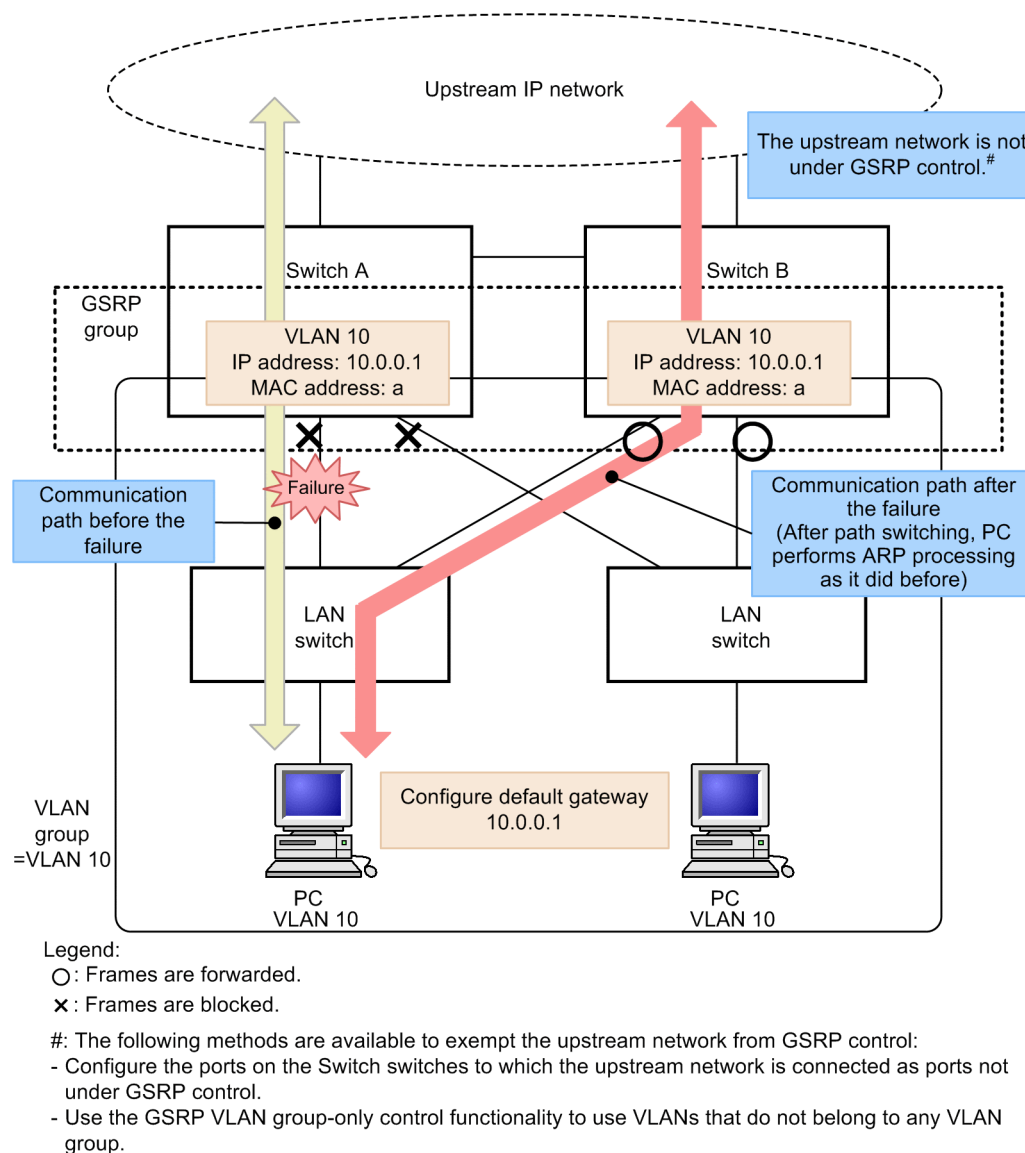 Upstream IP network
The upstream network is not
under GSRP control.#
Switch A
Switch B
GSRP
group
VLAN 10
IP address: 10.0.0.1
MAC address: a
VLAN 10
IP address: 10.0.0.1
MAC address: a
Failure
Communication
path before the
failure
Communication path after
the failure
(After path switching, PC
performs ARP processing
as it did before)
LAN
switch
LAN
switch
Configure default gateway
10.0.0.1
VLAN
group
=VLAN 10
PC
VLAN 10
PC
VLAN 10
Legend:
: Frames are forwarded.
: Frames are blocked.
#: The following methods are available to exempt the upstream network from GSRP control:
- Configure the ports on the Switch switches to which the upstream network is connected as ports not
under GSRP control.
- Use the GSRP VLAN group-only control functionality to use VLANs that do not belong to any VLAN
group.